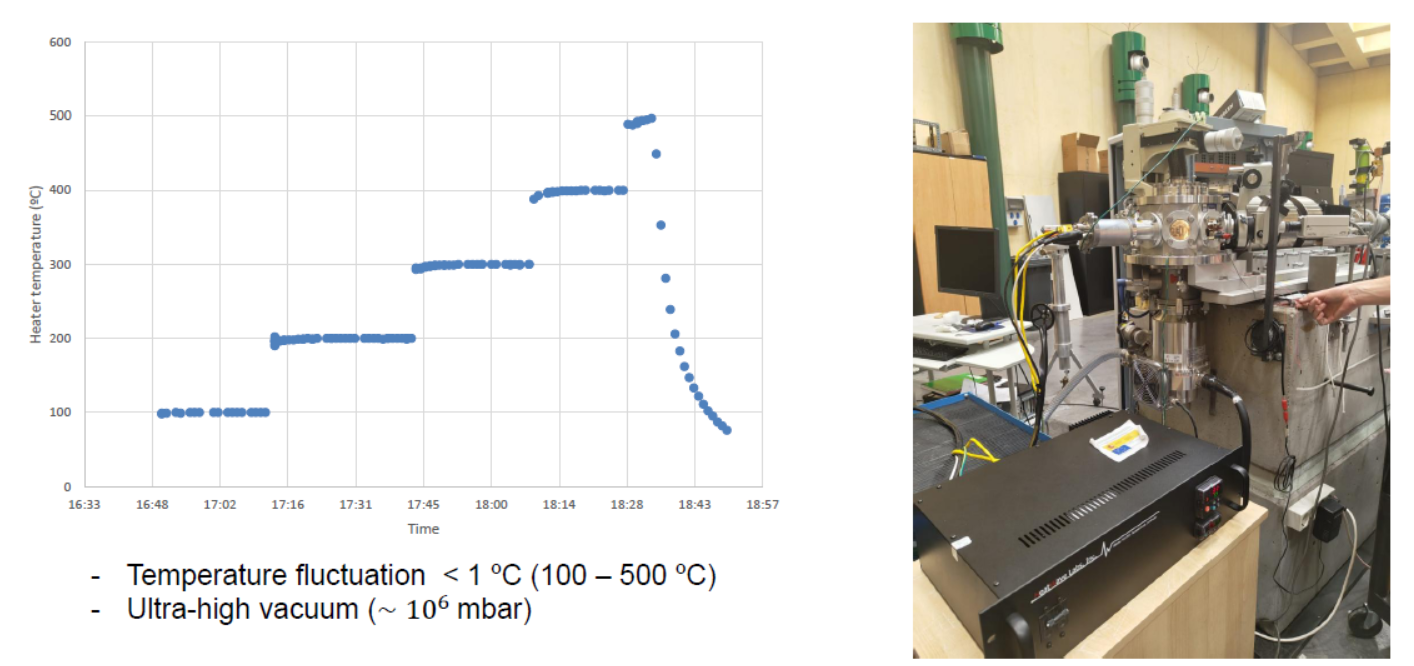 600
500
400
300
200
100
0
Heater temperature (ºC)
16:33 16:48 17:02 17:16 17:31 17:45 18:00 18:14 18:28 18:43 18:57
Time
- Temperature fluctuation < 1 ºC (100 – 500 ºC)
- Ultra-high vacuum (~ 10⁶ mbar)